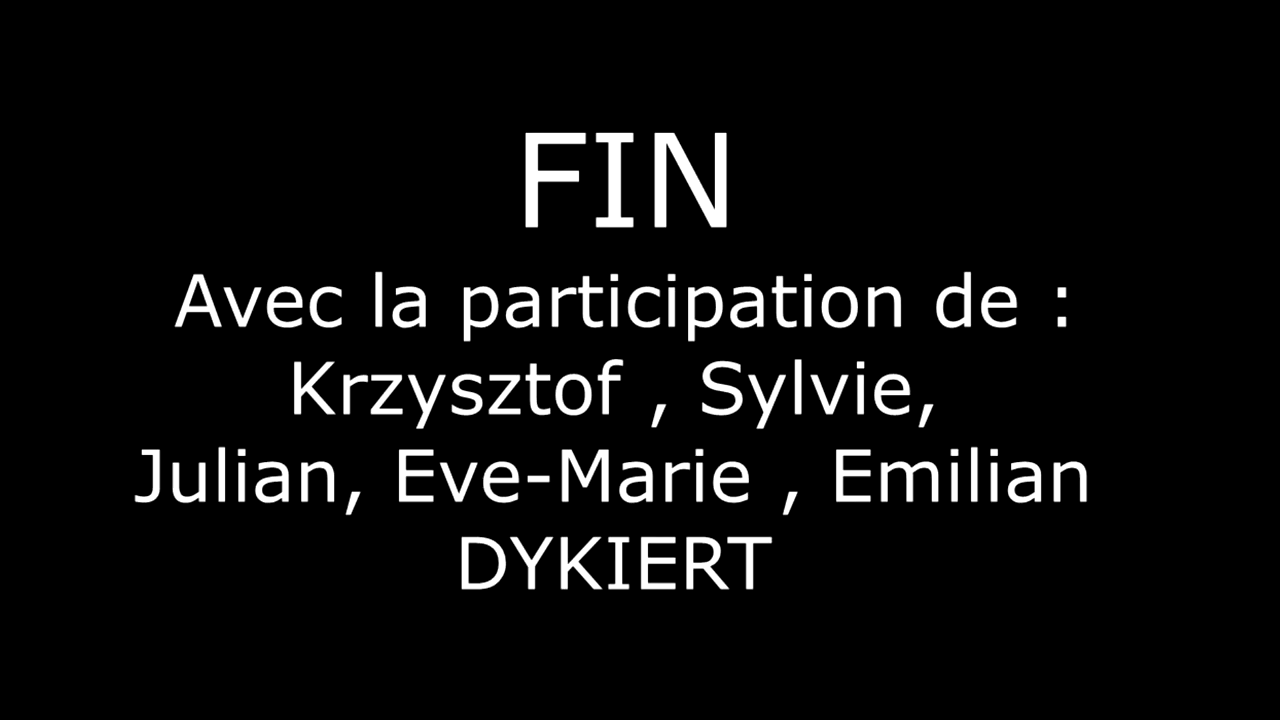 FIN
Avec la participation de :
Krzysztof , Sylvie,
Julian, Eve-Marie , Emilian
DYKIERT